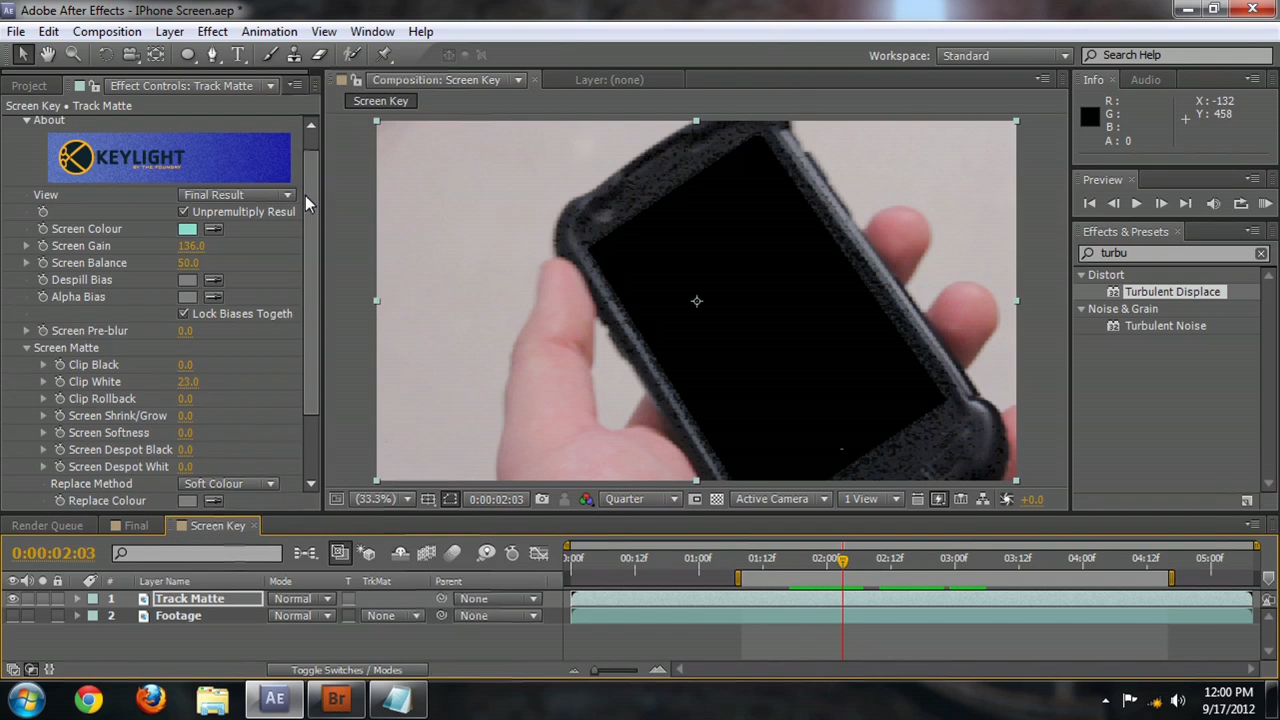 Adobe After Effects - IPhone Screen.aep *
File Edit Composition Layer Effect Animation View Window Help
Workspace: Standard Search Help
Project Effect Controls: Track Matte Composition: Screen Key Layer: (none) Info Audio
Screen Key • Track Matte Screen Key
About
KEYLIGHT
BY THE FOUNDRY
R: X: -132
G: Y: 458
B:
A: 0
View Final Result
Unpremultiply Resul
Screen Colour
Screen Gain 136.0
Screen Balance 50.0
Despill Bias
Alpha Bias
Lock Biases Togeth
Screen Pre-blur 0.0
Screen Matte
Clip Black 0.0
Clip White 23.0
Clip Rollback 0.0
Screen Shrink/Grow 0.0
Screen Softness 0.0
Screen Despot Black 0.0
Screen Despot Whit 0.0
Replace Method Soft Colour
Replace Colour
Preview
Effects & Presets
turbu
Distort
32 Turbulent Displace
Noise & Grain
32 Turbulent Noise
(33.3%) 0:00:02:03 Quarter Active Camera 1 View +0.0
Render Queue Final Screen Key
0:00:02:03
:00f 00:12f 01:00f 01:12f 02:00f 02:12f 03:00f 03:12f 04:00f 04:12f 05:00f
# Layer Name Mode T TrkMat Parent
1 Track Matte Normal None
2 Footage Normal None None
Toggle Switches / Modes
AE Br
12:00 PM
9/17/2012